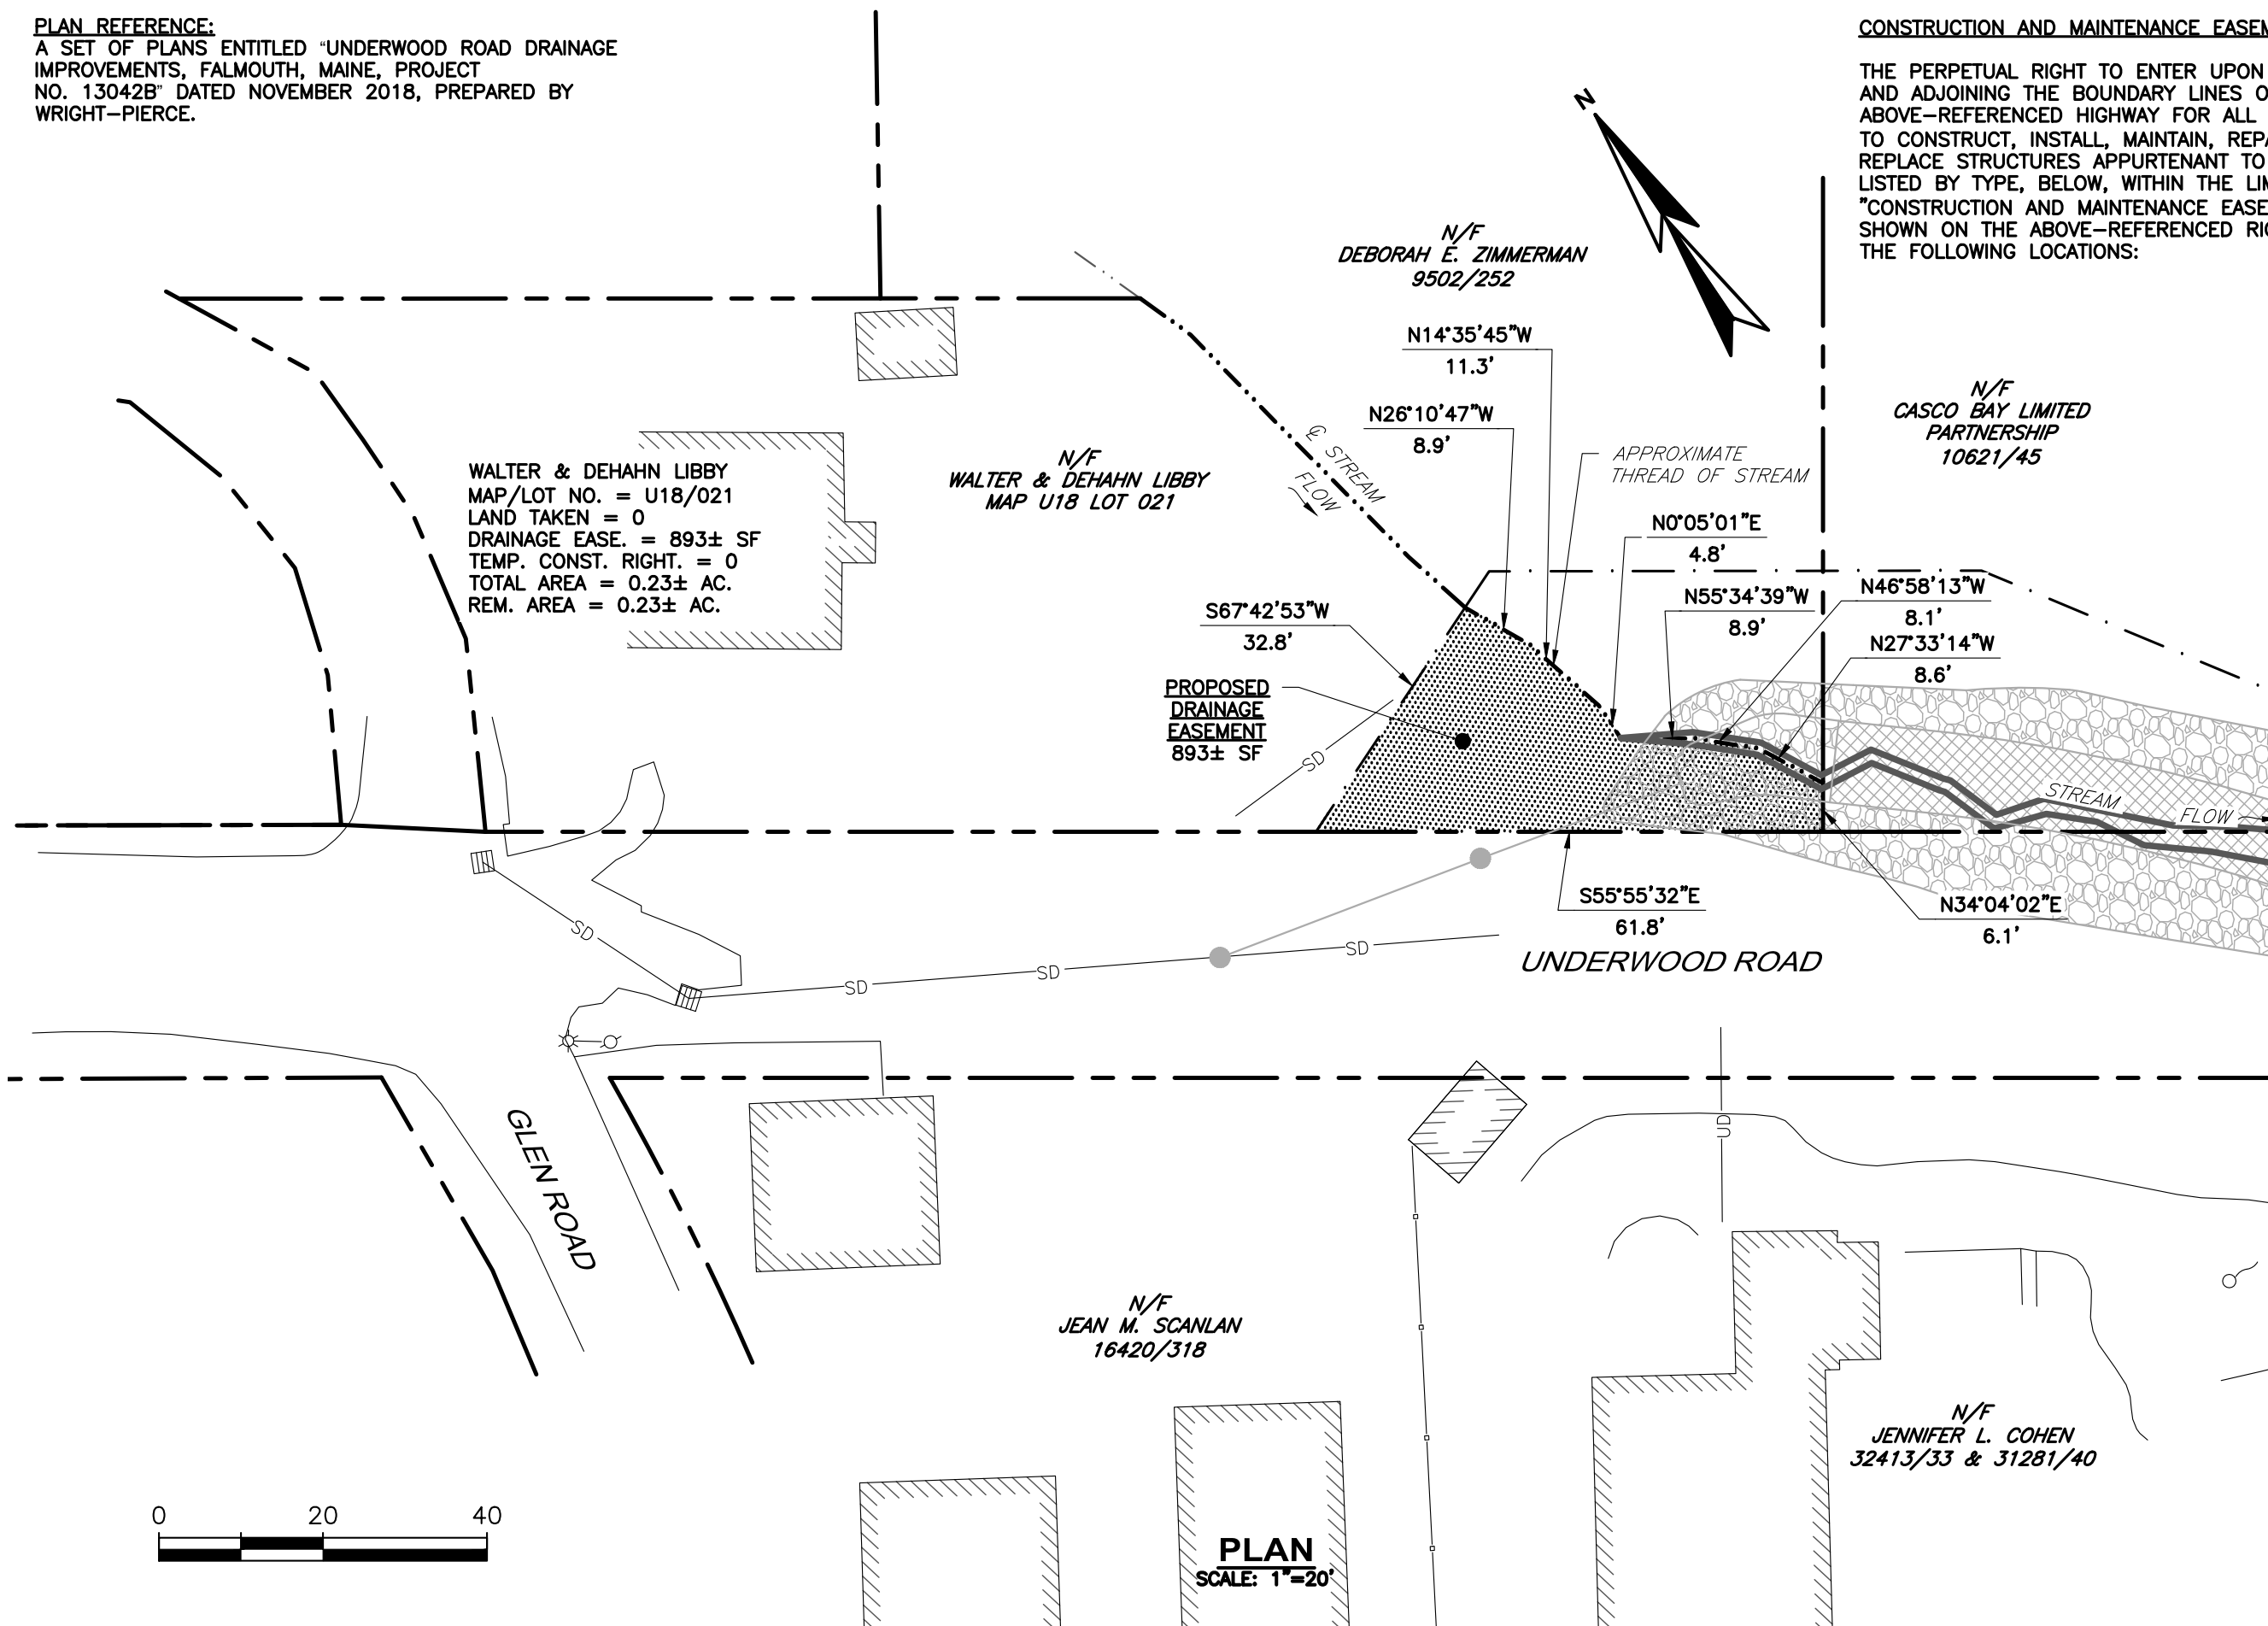 PLAN REFERENCE:
A SET OF PLANS ENTITLED "UNDERWOOD ROAD DRAINAGE
IMPROVEMENTS, FALMOUTH, MAINE, PROJECT
NO. 13042B" DATED NOVEMBER 2018, PREPARED BY
WRIGHT-PIERCE.
CONSTRUCTION AND MAINTENANCE
THE PERPETUAL RIGHT TO ENTER UPON
AND ADJOINING THE BOUNDARY LINES
ABOVE-REFERENCED HIGHWAY FOR ALL
TO CONSTRUCT, INSTALL, MAINTAIN,
REPLACE STRUCTURES APPURTENANT TO
LISTED BY TYPE, BELOW, WITHIN THE
"CONSTRUCTION AND MAINTENANCE
SHOWN ON THE ABOVE-REFERENCED
THE FOLLOWING LOCATIONS:
N
N/F
DEBORAH E. ZIMMERMAN
9502/252
N14°35'45"W
11.3'
N26°10'47"W
8.9'
N/F
CASCO BAY LIMITED
PARTNERSHIP
10621/45
℄ STREAM
FLOW
APPROXIMATE
THREAD OF STREAM
N/F
WALTER & DEHAHN LIBBY
MAP U18 LOT 021
WALTER & DEHAHN LIBBY
MAP/LOT NO. = U18/021
LAND TAKEN = 0
DRAINAGE EASE. = 893± SF
TEMP. CONST. RIGHT. = 0
TOTAL AREA = 0.23± AC.
REM. AREA = 0.23± AC.
N0°05'01"E
4.8'
N55°34'39"W
8.9'
N46°58'13"W
8.1'
N27°33'14"W
8.6'
S67°42'53"W
32.8'
PROPOSED
DRAINAGE
EASEMENT
893± SF
SD
STREAM
FLOW
S55°55'32"E
61.8'
N34°04'02"E
6.1'
SD
SD
SD
SD
UNDERWOOD ROAD
GLEN ROAD
UD
N/F
JEAN M. SCANLAN
16420/318
N/F
JENNIFER L. COHEN
32413/33 & 31281/40
0 20 40
PLAN
SCALE: 1"=20'